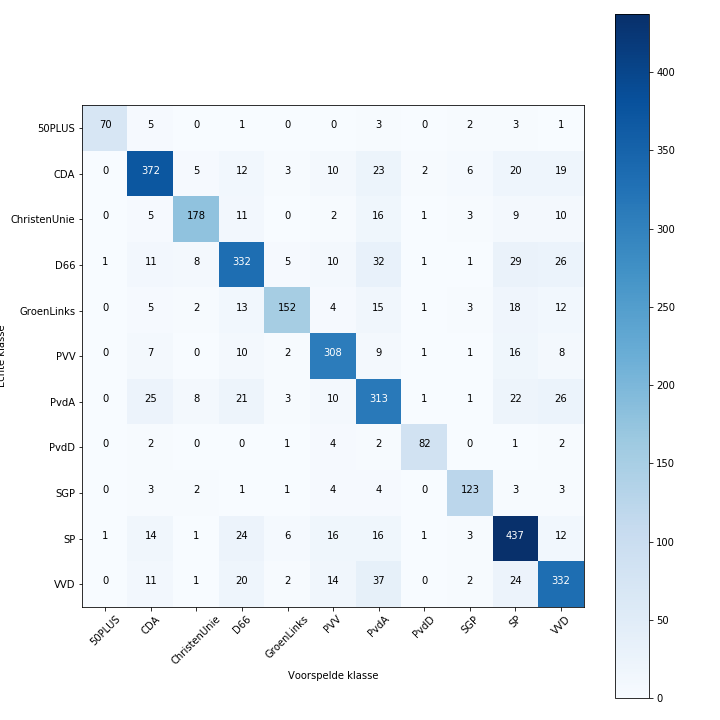 50PLUS 70 5 0 1 0 0 3 0 2 3 1
CDA 0 372 5 12 3 10 23 2 6 20 19
ChristenUnie 0 5 178 11 0 2 16 1 3 9 10
D66 1 11 8 332 5 10 32 1 1 29 26
GroenLinks 0 5 2 13 152 4 15 1 3 18 12
PVV 0 7 0 10 2 308 9 1 1 16 8
PvdA 0 25 8 21 3 10 313 1 1 22 26
PvdD 0 2 0 0 1 4 2 82 0 1 2
SGP 0 3 2 1 1 4 4 0 123 3 3
SP 1 14 1 24 6 16 16 1 3 437 12
VVD 0 11 1 20 2 14 37 0 2 24 332
50PLUS CDA ChristenUnie D66 GroenLinks PVV PvdA PvdD SGP SP VVD
Voorspelde klasse
klasse
400
350
300
250
200
150
100
50
0